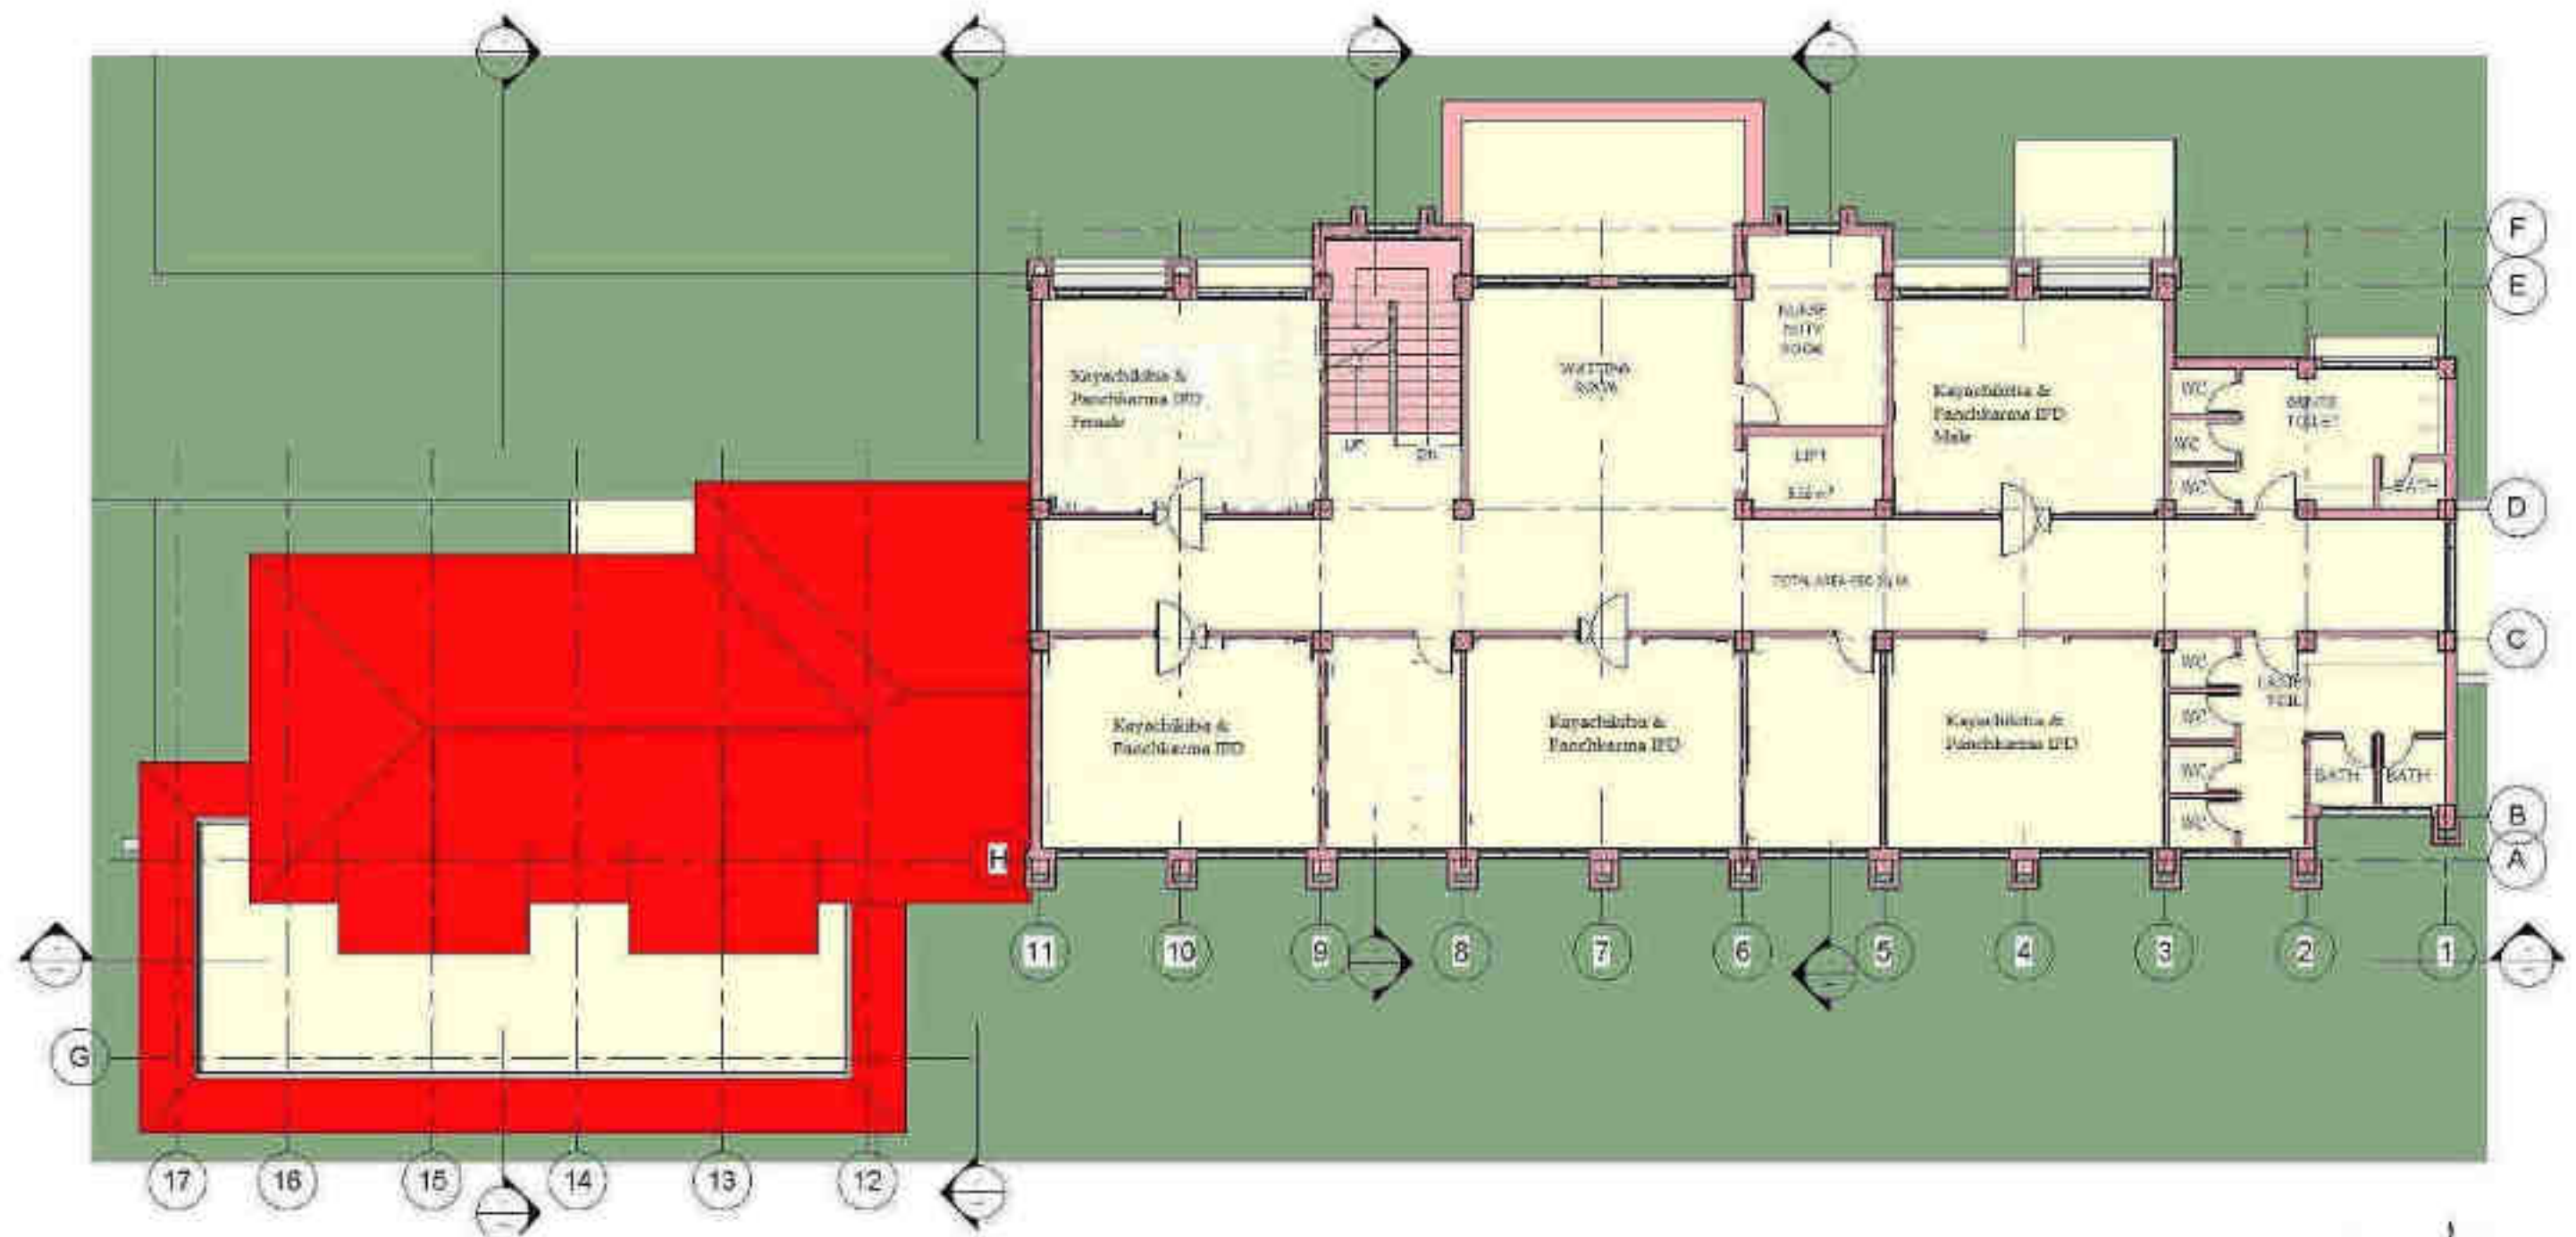 F
E
NURSE
DUTY
ROOM
WAITING
ROOM
Kayachikitsa &
Panchkarma IPD
Female
Kayachikitsa &
Panchkarma IPD
Male
WC
WC
WC
GENTS
TOILET
BATH
UP
DN
LIFT
D
TOTAL AREA
C
WC
WC
WC
WC
LADIES
BATH
BATH
Kayachikitsa &
Panchkarma IPD
Kayachikitsa &
Panchkarma IPD
Kayachikitsa &
Panchkarma IPD
B
A
H
11
10
9
8
7
6
5
4
3
2
1
G
17
16
15
14
13
12